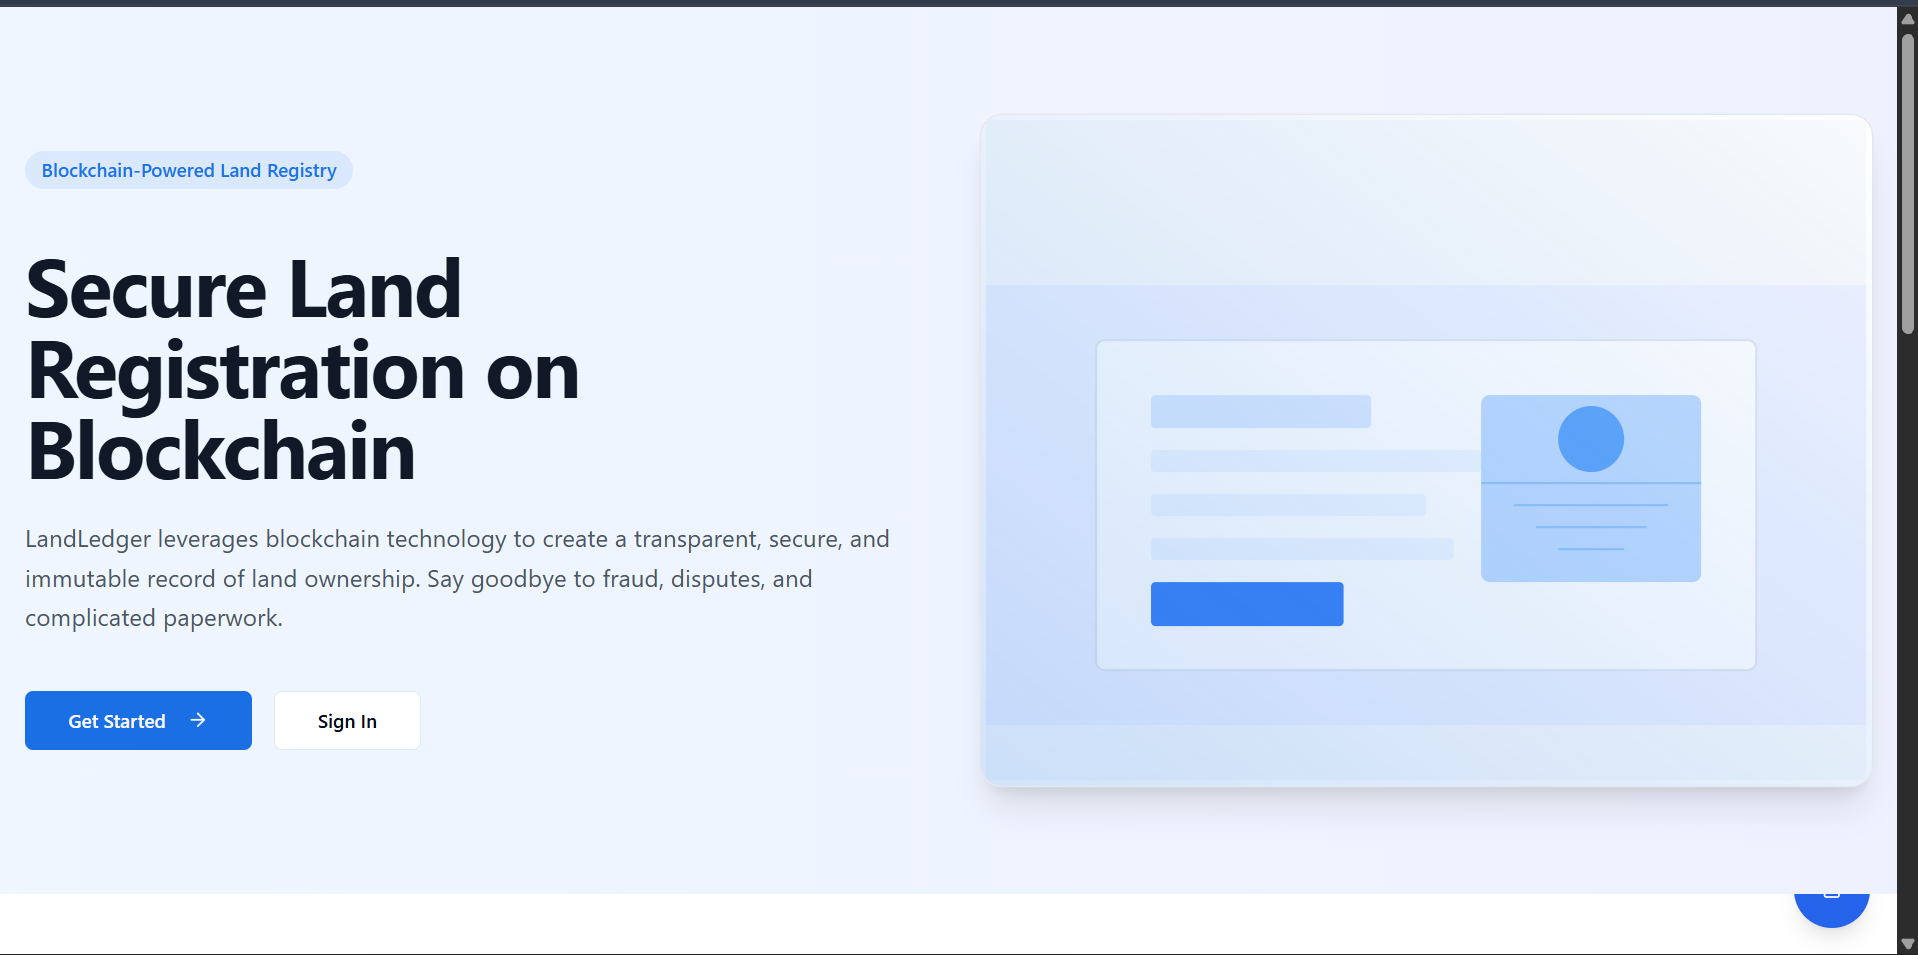 Blockchain-Powered Land Registry
Secure Land
Registration on
Blockchain
LandLedger leverages blockchain technology to create a transparent, secure, and
immutable record of land ownership. Say goodbye to fraud, disputes, and
complicated paperwork.
Get Started
Sign In